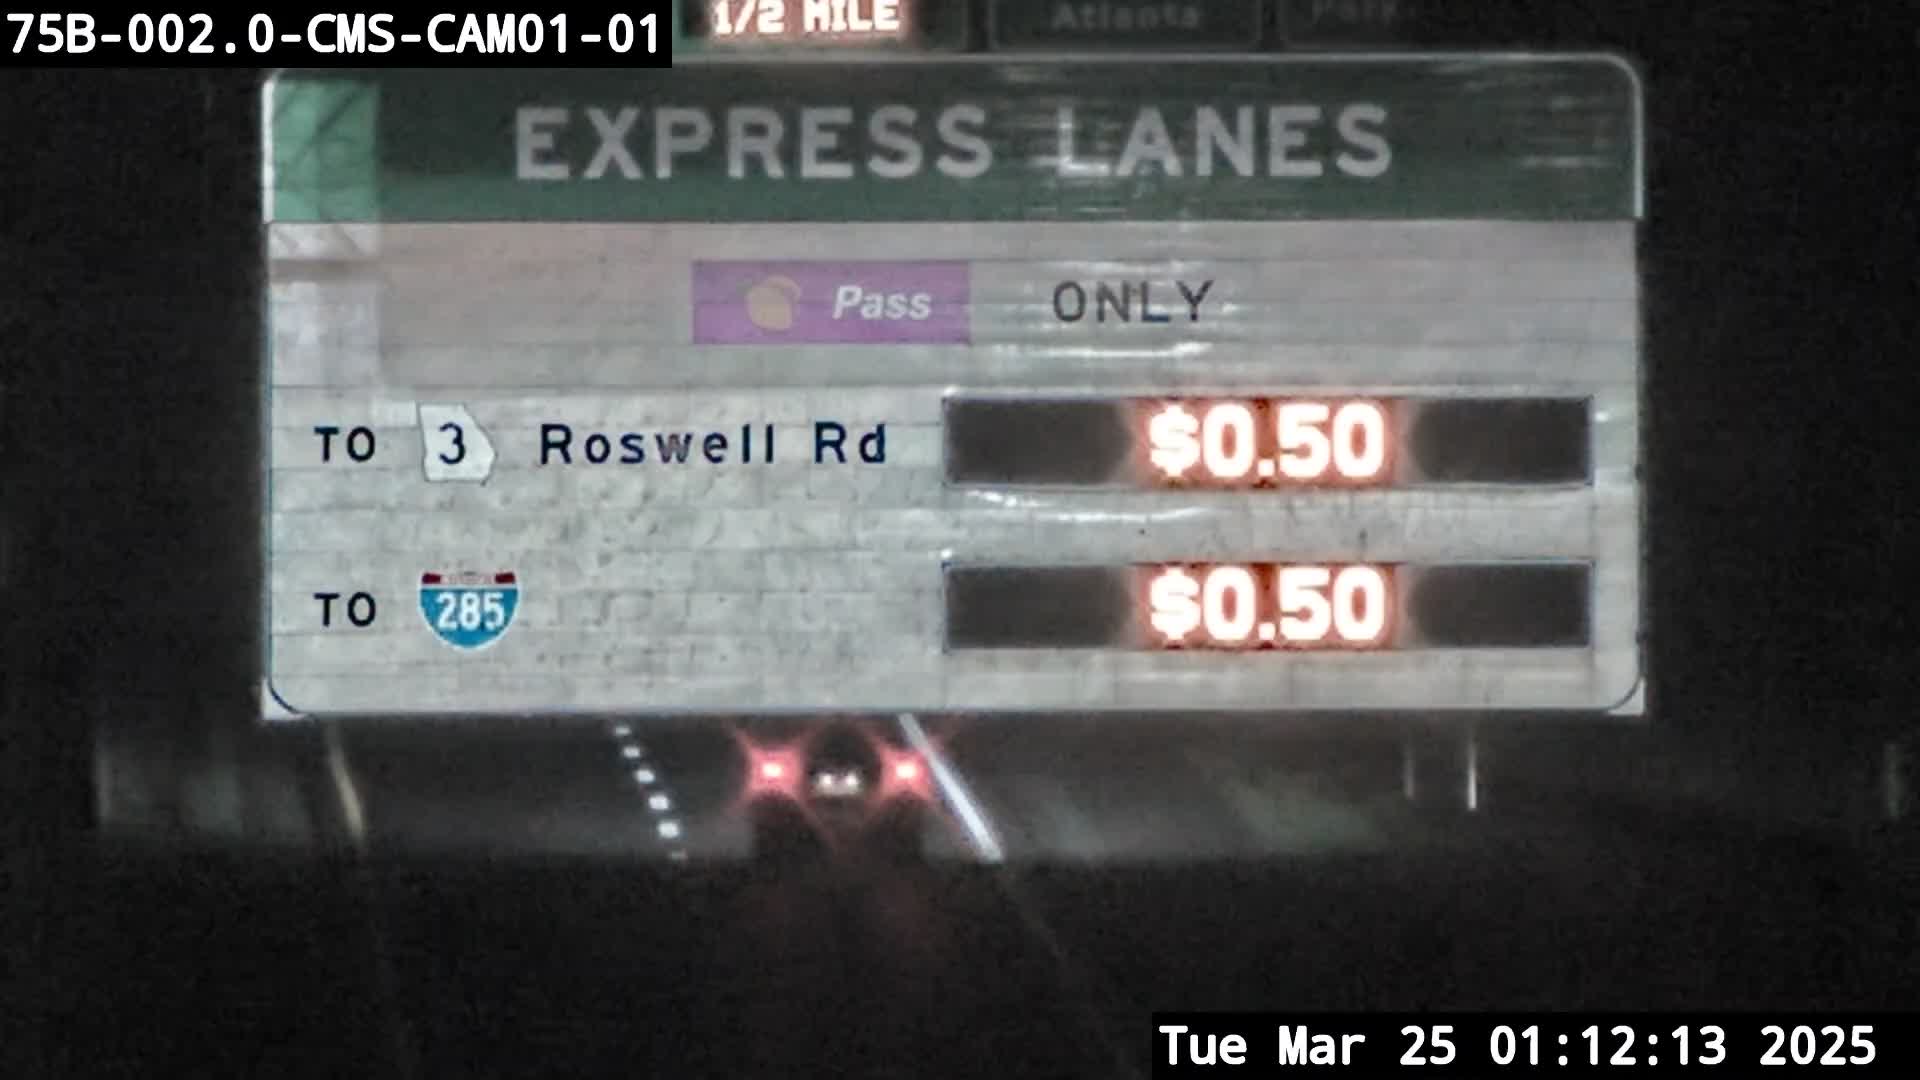 75B-002.0-CMS-CAM01-01
1/2 MILE
Atlanta
Park
EXPRESS LANES
Pass ONLY
TO 3 Roswell Rd $0.50
TO 285 $0.50
Tue Mar 25 01:12:13 2025